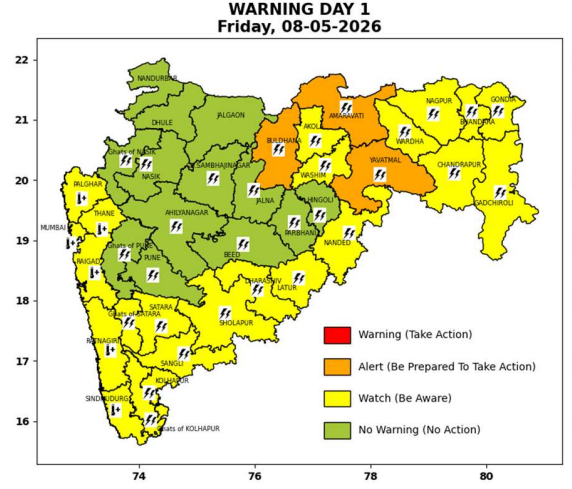 WARNING DAY 1
Friday, 08-05-2026
22
21
20
19
18
17
16
74
76
78
80
NANDURBAR
DHULE
JALGAON
Ghats of NASIK
NASIK
SAMBHAJINAGAR
JALNA
BULDHANA
AKOLA
AMARAVATI
WASHIM
YAVATMAL
WARDHA
NAGPUR
BHANDARA
GONDIA
CHANDRAPUR
GADCHIROLI
PALGHAR
THANE
MUMBAI
RAIGAD
Ghats of PUNE
PUNE
AHILYANAGAR
BEED
PARBHANI
HINGOLI
NANDED
DHARASHIV
LATUR
SHOLAPUR
SATARA
Ghats of SATARA
RATNAGIRI
SANGLI
KOLHAPUR
SINDHUDURG
Ghats of KOLHAPUR
Warning (Take Action)
Alert (Be Prepared To Take Action)
Watch (Be Aware)
No Warning (No Action)